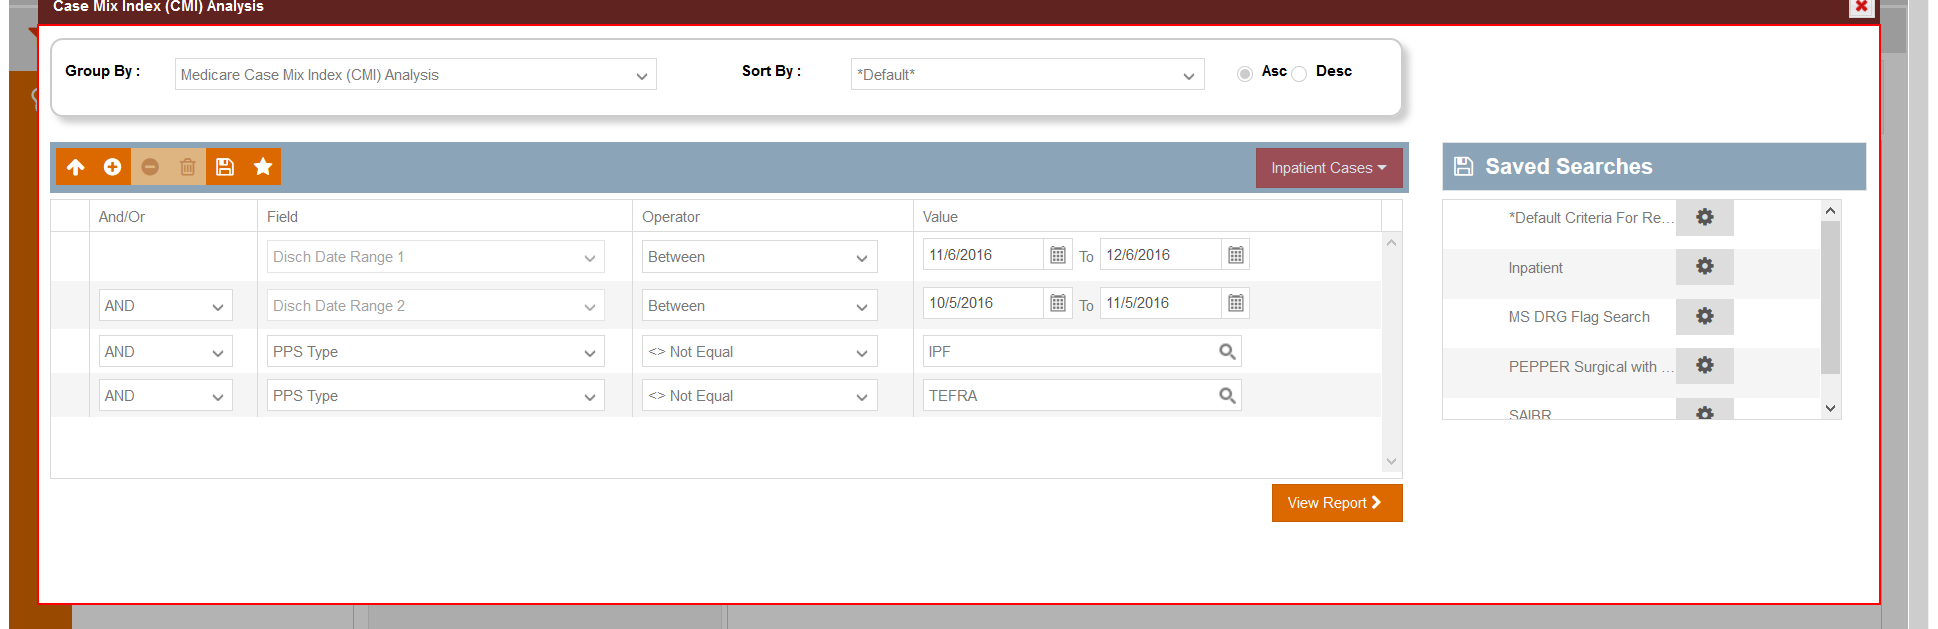 Case Mix Index (CMI) Analysis
Group By : Medicare Case Mix Index (CMI) Analysis Sort By : *Default* Asc Desc
Inpatient Cases
And/Or Field Operator Value
Disch Date Range 1 Between 11/6/2016 To 12/6/2016
AND Disch Date Range 2 Between 10/5/2016 To 11/5/2016
AND PPS Type <> Not Equal IPF
AND PPS Type <> Not Equal TEFRA
View Report
Saved Searches
*Default Criteria For Re...
Inpatient
MS DRG Flag Search
PEPPER Surgical with ...
SAIBR